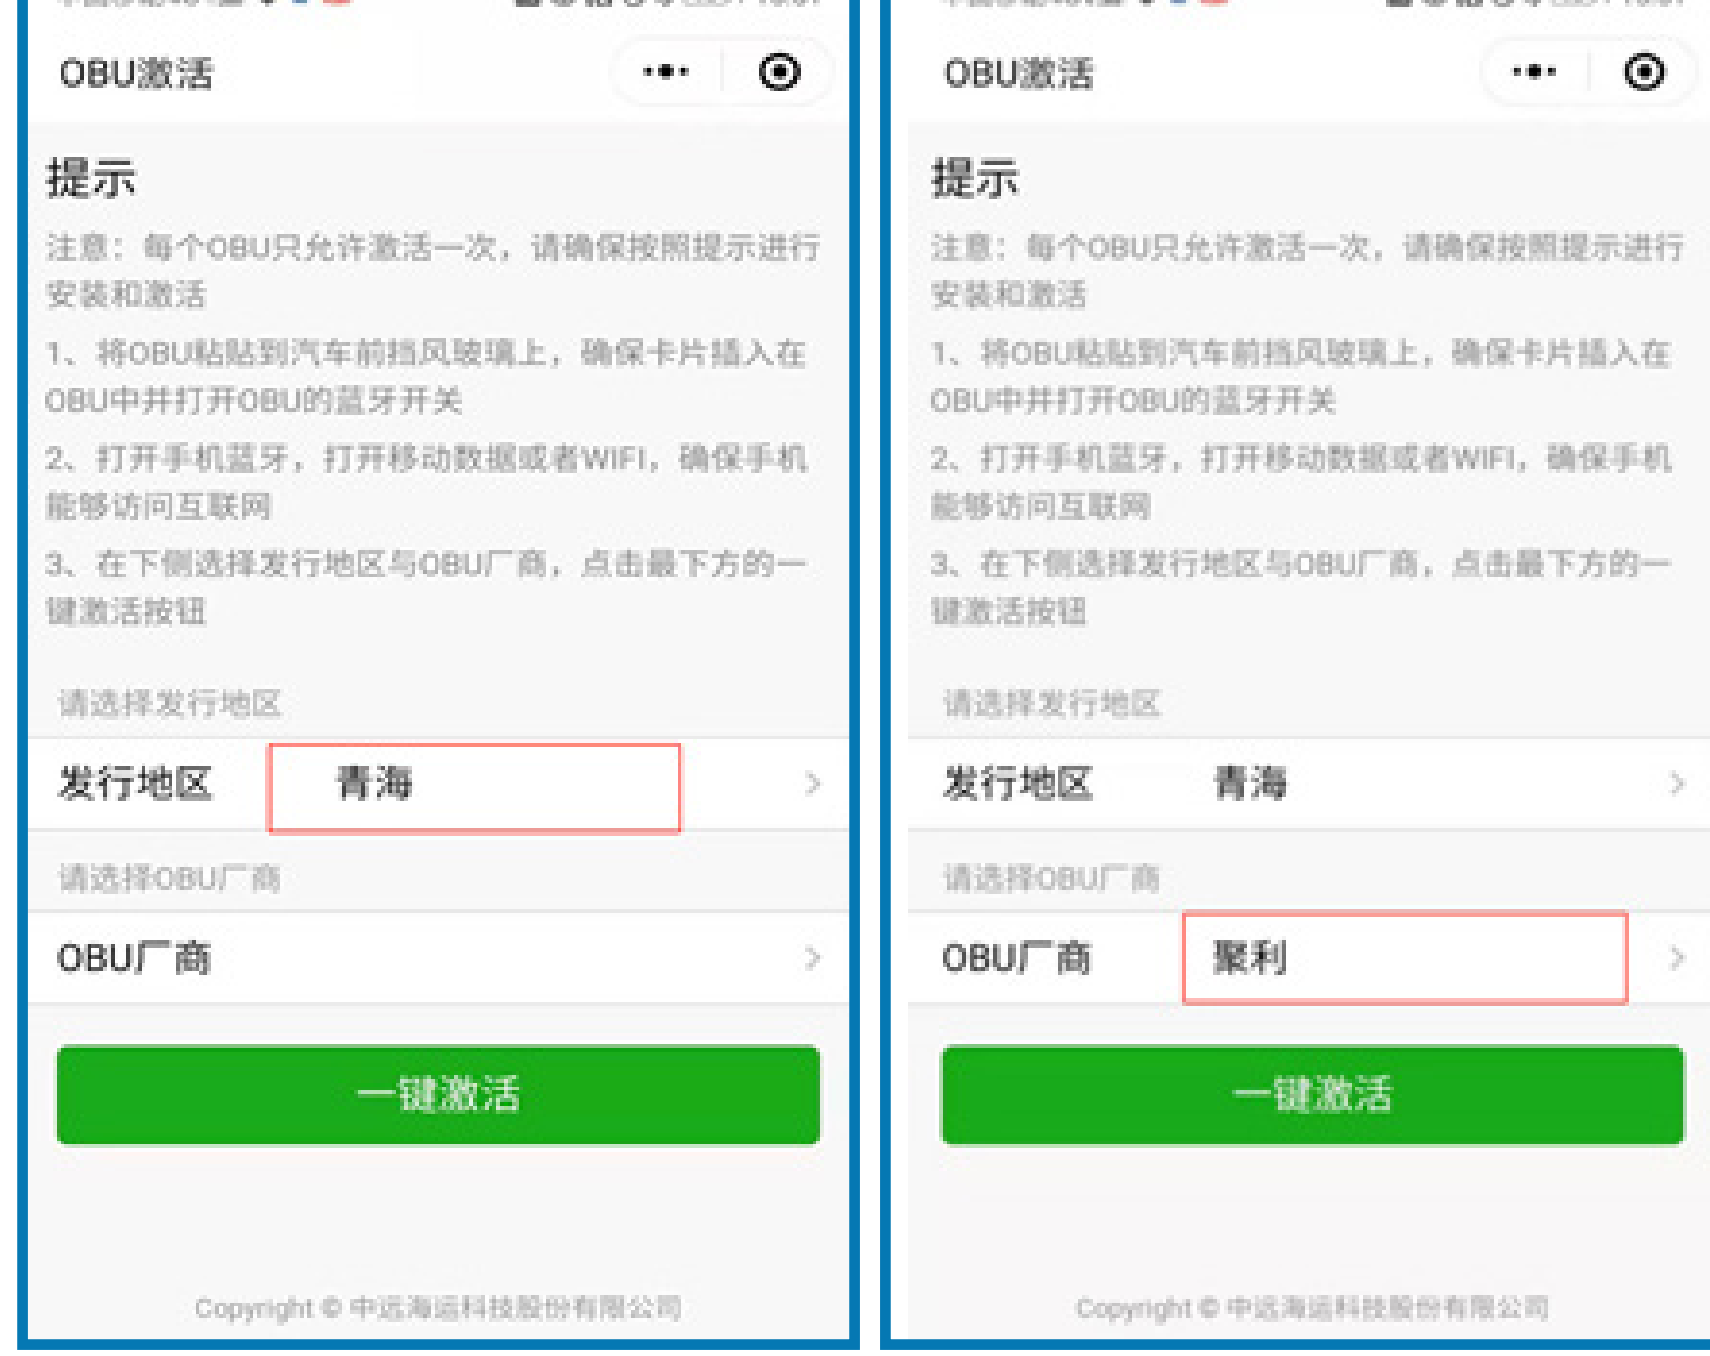 OBU激活
提示
注意：每个OBU只允许激活一次，请确保按照提示进行
安装和激活
1、将OBU粘贴到汽车前挡风玻璃上，确保卡片插入在
OBU中并打开OBU的蓝牙开关
2、打开手机蓝牙，打开移动数据或者WIFI，确保手机
能够访问互联网
3、在下侧选择发行地区与OBU厂商，点击最下方的一
键激活按钮
请选择发行地区
发行地区 青海
请选择OBU厂商
OBU厂商
一键激活
Copyright © 中远海运科技股份有限公司
OBU激活
提示
注意：每个OBU只允许激活一次，请确保按照提示进行
安装和激活
1、将OBU粘贴到汽车前挡风玻璃上，确保卡片插入在
OBU中并打开OBU的蓝牙开关
2、打开手机蓝牙，打开移动数据或者WIFI，确保手机
能够访问互联网
3、在下侧选择发行地区与OBU厂商，点击最下方的一
键激活按钮
请选择发行地区
发行地区 青海
请选择OBU厂商
OBU厂商 聚利
一键激活
Copyright © 中远海运科技股份有限公司